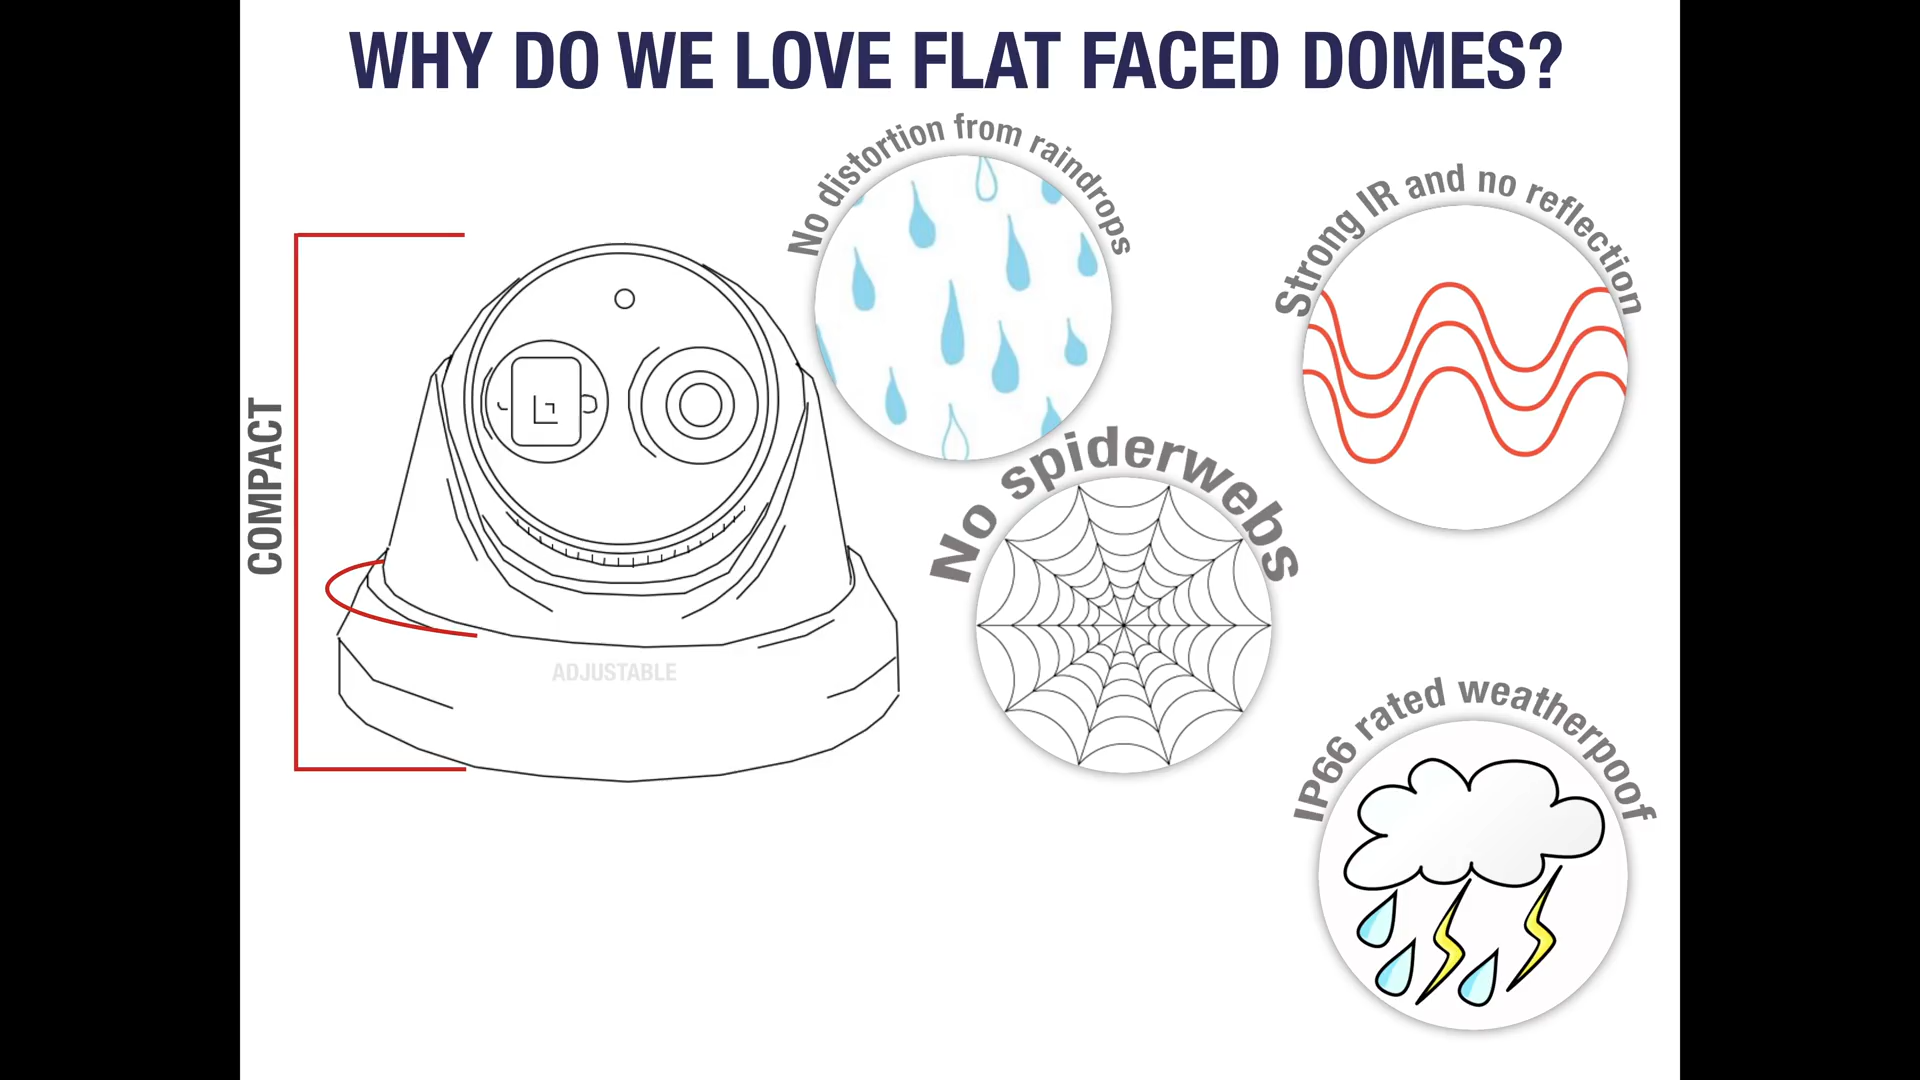 WHY DO WE LOVE FLAT FACED DOMES?
No distortion from raindrops
Strong IR and no reflection
COMPACT
No spiderwebs
ADJUSTABLE
IP66 rated weatherpoof